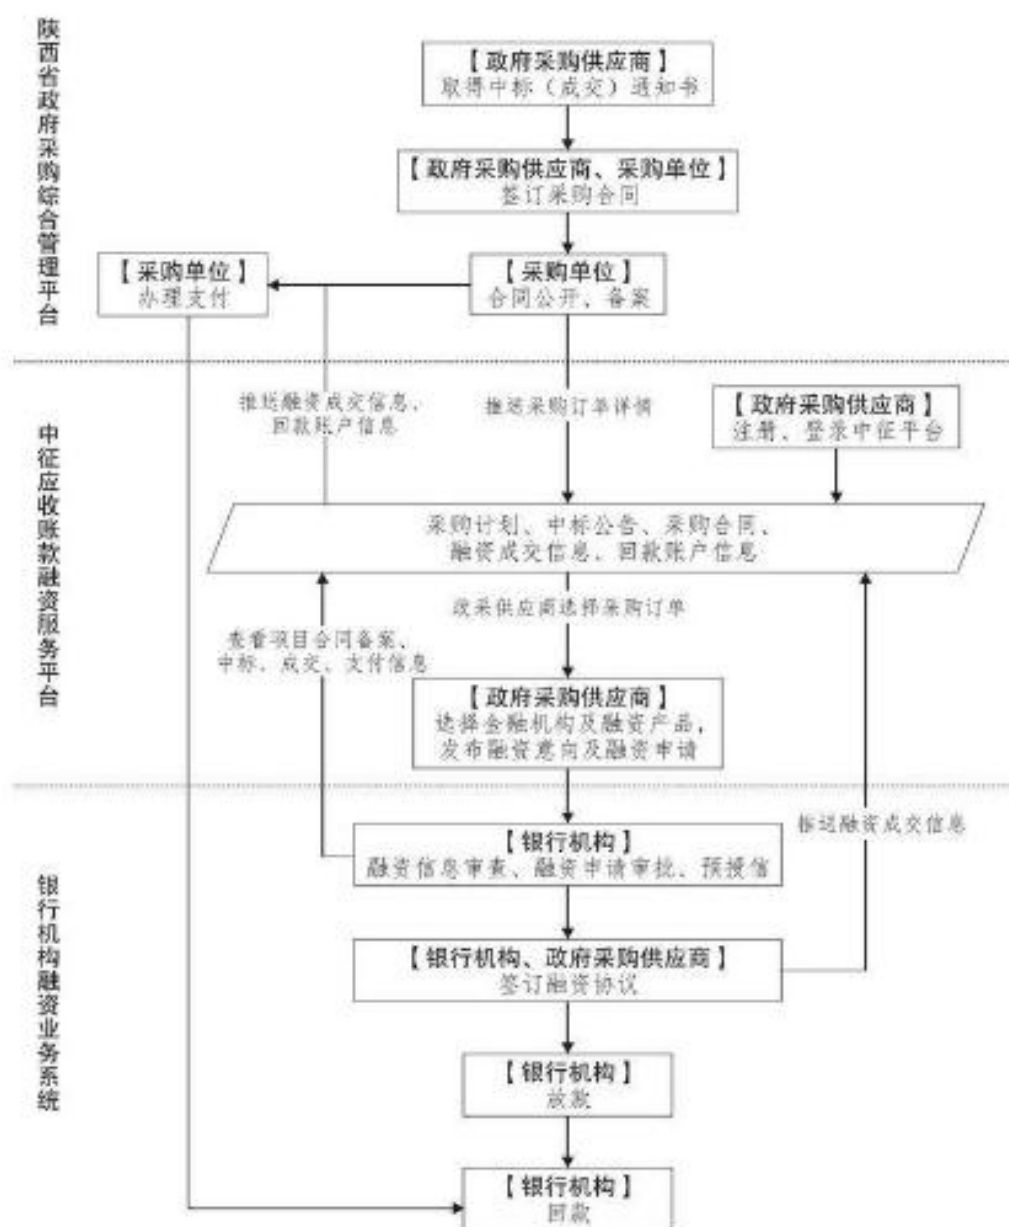 陕西省政府采购综合管理平台
【政府采购供应商】
取得中标（成交）通知书
【政府采购供应商、采购单位】
签订采购合同
【采购单位】
办理支付
【采购单位】
合同公开、备案
中征应收账款融资服务平台
推送融资成交信息、
回款账户信息
推送采购订单详情
【政府采购供应商】
注册、登录中征平台
采购计划、中标公告、采购合同、
融资成交信息、回款账户信息
政采供应商选择采购订单
查看项目合同备案、
中标、成交、支付信息
【政府采购供应商】
选择金融机构及融资产品，
发布融资意向及融资申请
银行机构融资业务系统
推送融资成交信息
【银行机构】
融资信息审查、融资申请审批、预授信
【银行机构、政府采购供应商】
签订融资协议
【银行机构】
放款
【银行机构】
回款